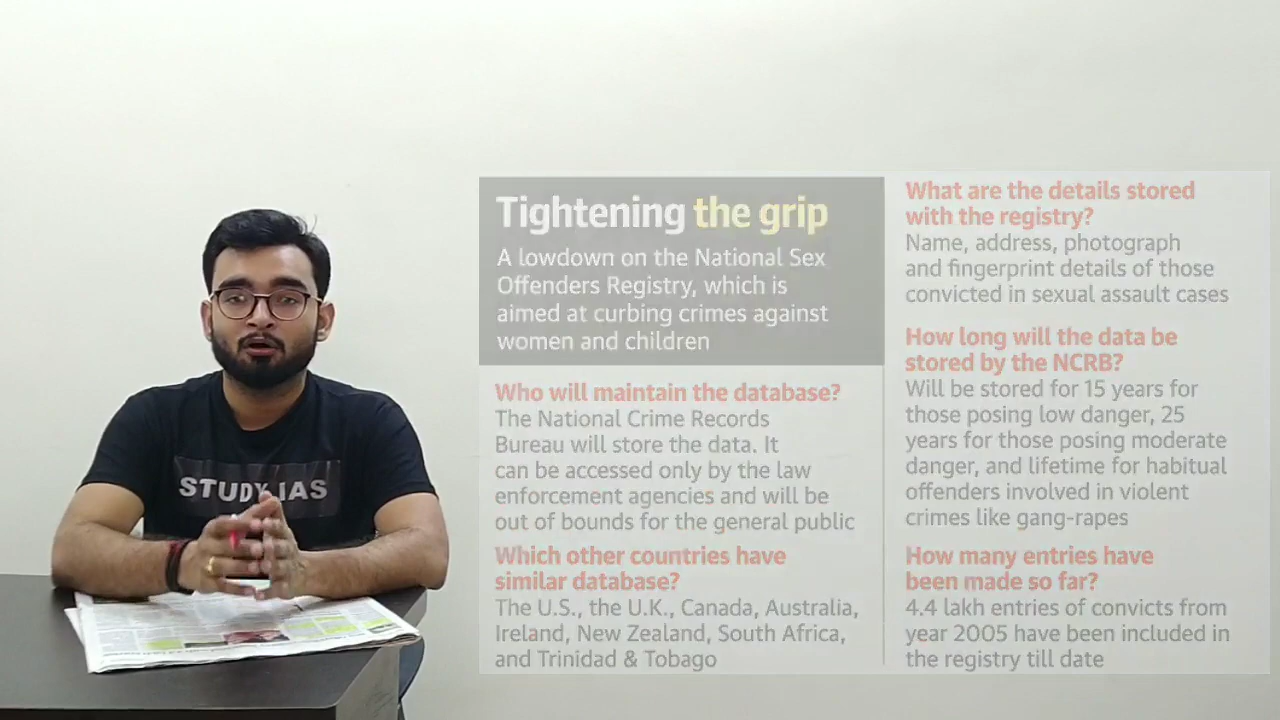 STUDY IAS
Tightening the grip
A lowdown on the National Sex
Offenders Registry, which is
aimed at curbing crimes against
women and children
Who will maintain the database?
The National Crime Records
Bureau will store the data. It
can be accessed only by the law
enforcement agencies and will be
out of bounds for the general public
Which other countries have
similar database?
The U.S., the U.K., Canada, Australia,
Ireland, New Zealand, South Africa,
and Trinidad & Tobago
What are the details stored
with the registry?
Name, address, photograph
and fingerprint details of those
convicted in sexual assault cases
How long will the data be
stored by the NCRB?
Will be stored for 15 years for
those posing low danger, 25
years for those posing moderate
danger, and lifetime for habitual
offenders involved in violent
crimes like gang-rapes
How many entries have
been made so far?
4.4 lakh entries of convicts from
year 2005 have been included in
the registry till date